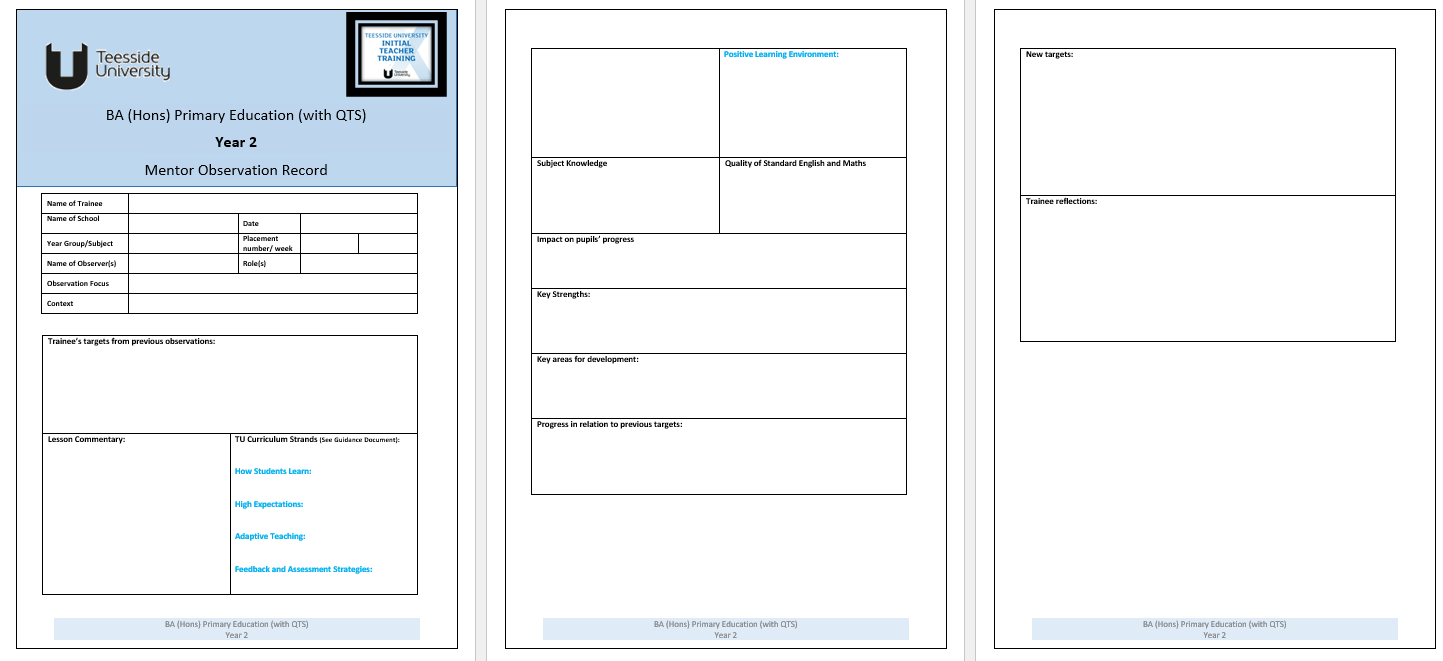 Teesside
University
TEESSIDE UNIVERSITY
INITIAL
TEACHER
TRAINING
Teesside
University
BA (Hons) Primary Education (with QTS)
Year 2
Mentor Observation Record
Name of Trainee
Name of School
Date
Year Group/Subject
Placement
number/ week
Name of Observer(s)
Role(s)
Observation Focus
Context
Trainee's targets from previous observations:
Lesson Commentary:
TU Curriculum Strands (See Guidance Document):
How Students Learn:
High Expectations:
Adaptive Teaching:
Feedback and Assessment Strategies:
BA (Hons) Primary Education (with QTS)
Year 2
Positive Learning Environment:
Subject Knowledge
Quality of Standard English and Maths
Impact on pupils' progress
Key Strengths:
Key areas for development:
Progress in relation to previous targets:
BA (Hons) Primary Education (with QTS)
Year 2
New targets:
Trainee reflections:
BA (Hons) Primary Education (with QTS)
Year 2